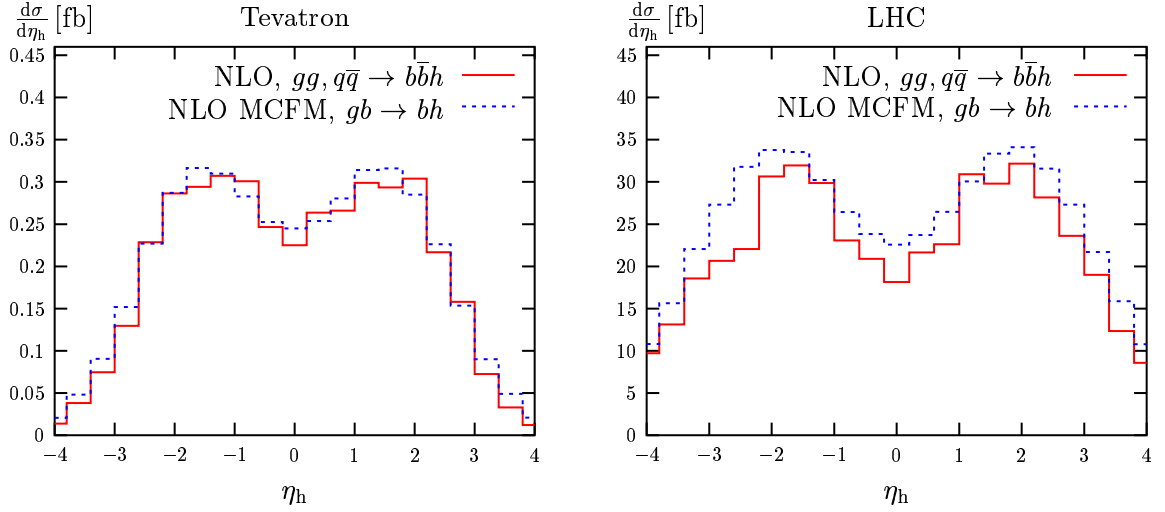 dσ/dη_h [fb] Tevatron
0.45
0.4
0.35
0.3
0.25
0.2
0.15
0.1
0.05
0
NLO, gg, qq̅ → bb̅h
NLO MCFM, gb → bh
−4 −3 −2 −1 0 1 2 3 4
η_h
dσ/dη_h [fb] LHC
45
40
35
30
25
20
15
10
5
0
NLO, gg, qq̅ → bb̅h
NLO MCFM, gb → bh
−4 −3 −2 −1 0 1 2 3 4
η_h